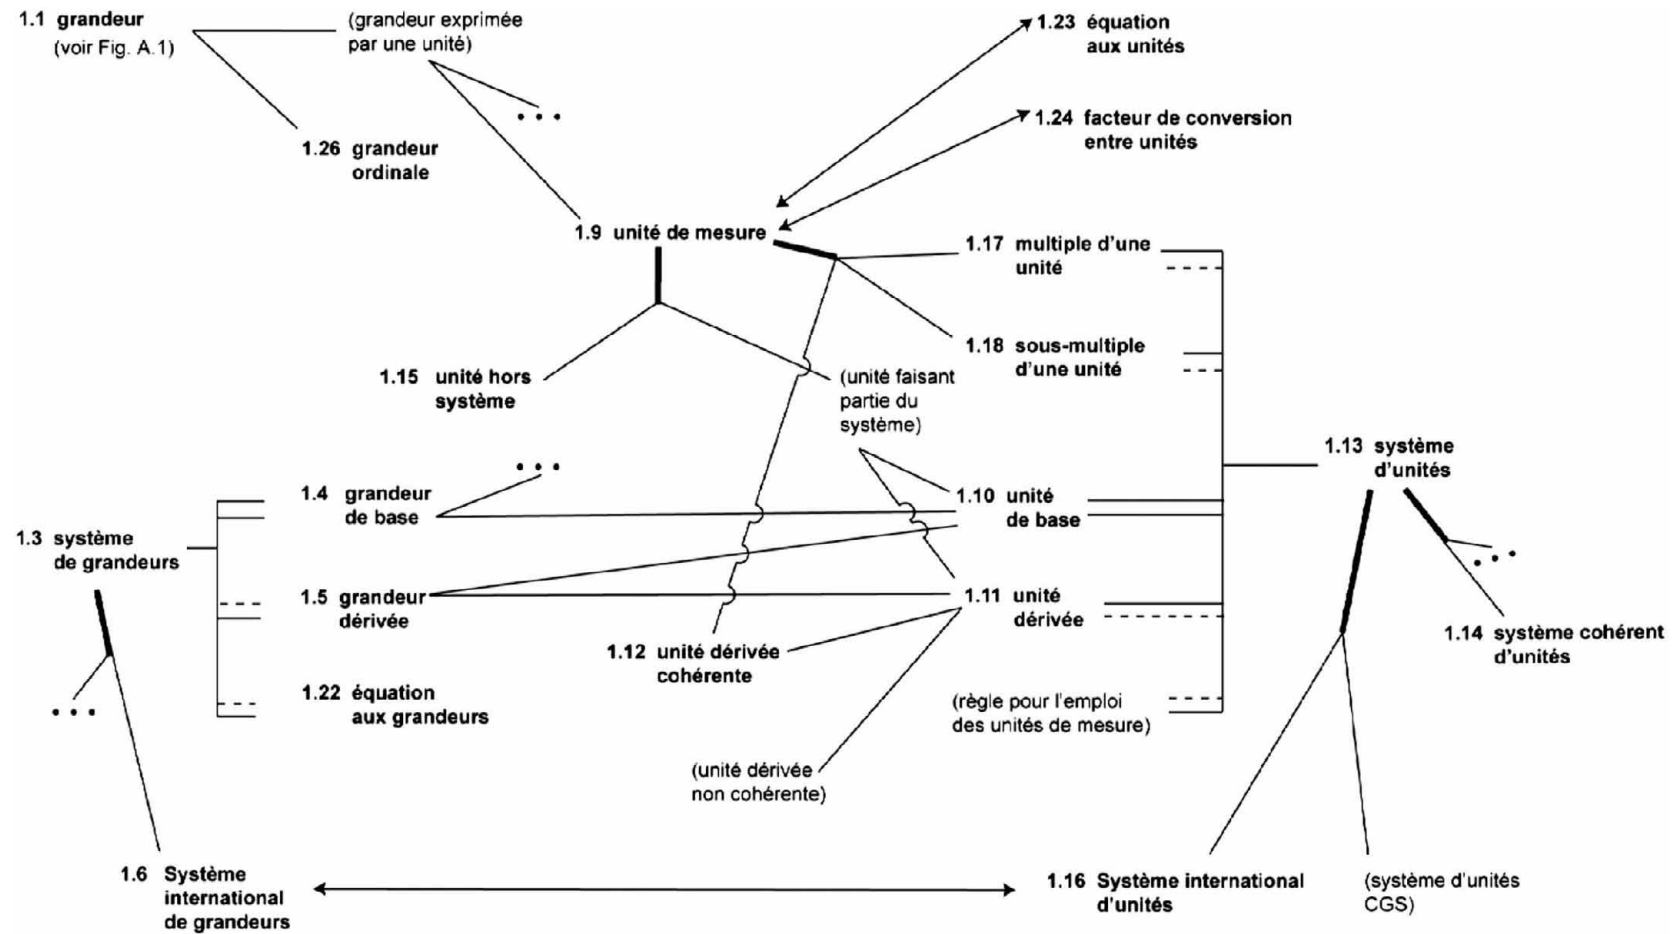 1.1 grandeur
(voir Fig. A.1)
(grandeur exprimée
par une unité)
1.23 équation
aux unités
1.24 facteur de conversion
entre unités
1.26 grandeur
ordinale
1.9 unité de mesure
1.17 multiple d'une
unité
1.18 sous-multiple
d'une unité
1.15 unité hors
système
(unité faisant
partie du
système)
1.13 système
d'unités
1.4 grandeur
de base
1.10 unité
de base
1.3 système
de grandeurs
1.5 grandeur
dérivée
1.11 unité
dérivée
1.14 système cohérent
d'unités
1.12 unité dérivée
cohérente
1.22 équation
aux grandeurs
(règle pour l'emploi
des unités de mesure)
(unité dérivée
non cohérente)
1.6 Système
international
de grandeurs
1.16 Système international
d'unités
(système d'unités
CGS)